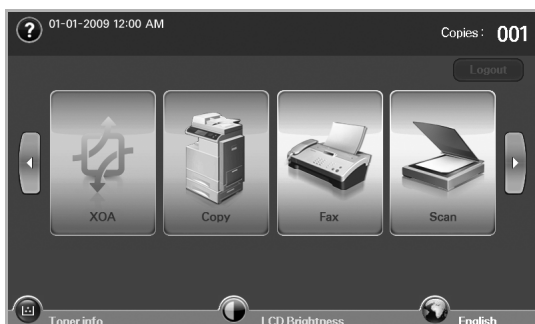 ? 01-01-2009 12:00 AM
Copies : 001
Logout
XOA Copy Fax Scan
Toner info LCD Brightness English